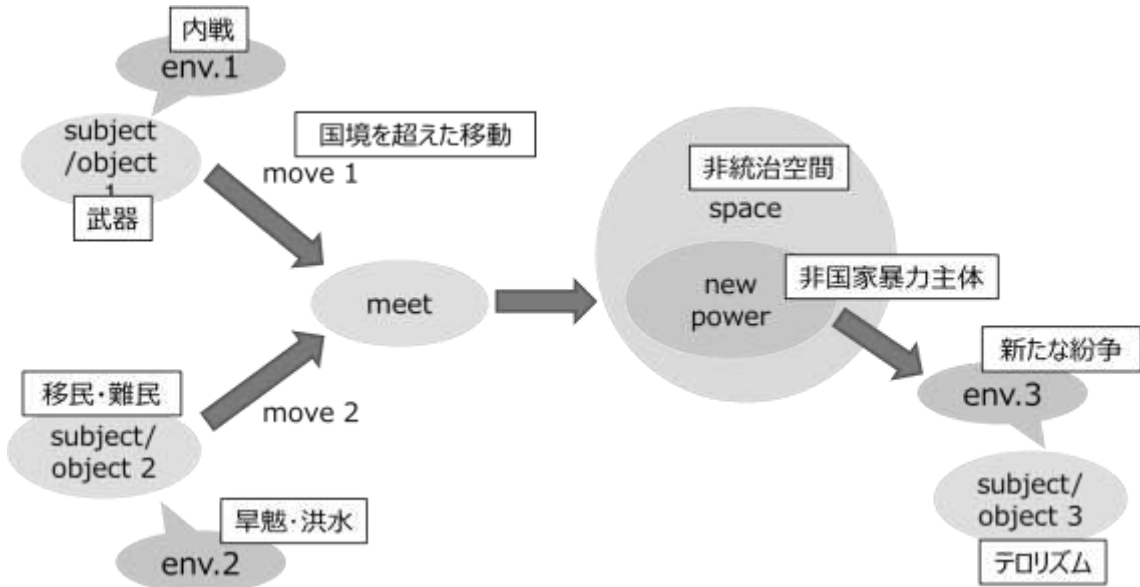 内戦
env.1
subject
/object
1
武器
国境を超えた移動
move 1
meet
移民・難民
subject/
object 2
move 2
旱魃・洪水
env.2
非統治空間
space
new
power
非国家暴力主体
新たな紛争
env.3
subject/
object 3
テロリズム